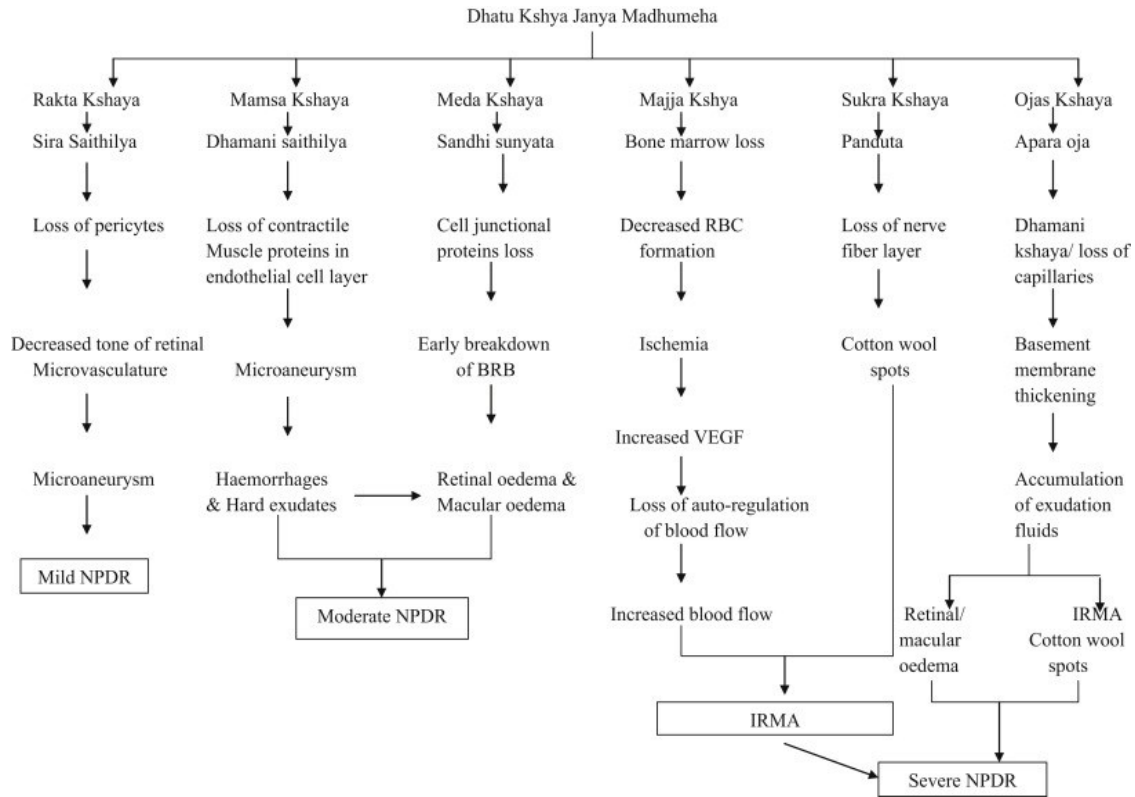 Dhatu Kshya Janya Madhumeha
Rakta Kshaya
Mamsa Kshaya
Meda Kshaya
Majja Kshya
Sukra Kshaya
Ojas Kshaya
Sira Saithilya
Dhamani saithilya
Sandhi sunyata
Bone marrow loss
Panduta
Apara oja
Loss of pericytes
Loss of contractile
Muscle proteins in
endothelial cell layer
Cell junctional
proteins loss
Decreased RBC
formation
Loss of nerve
fiber layer
Dhamani
kshaya/ loss of
capillaries
Decreased tone of retinal
Microvasculature
Microaneurysm
Early breakdown
of BRB
Ischemia
Cotton wool
spots
Basement
membrane
thickening
Increased VEGF
Microaneurysm
Haemorrhages
& Hard exudates
Retinal oedema &
Macular oedema
Loss of auto-regulation
of blood flow
Accumulation
of exudation
fluids
Mild NPDR
Moderate NPDR
Increased blood flow
Retinal/
macular
oedema
IRMA
Cotton wool
spots
IRMA
Severe NPDR